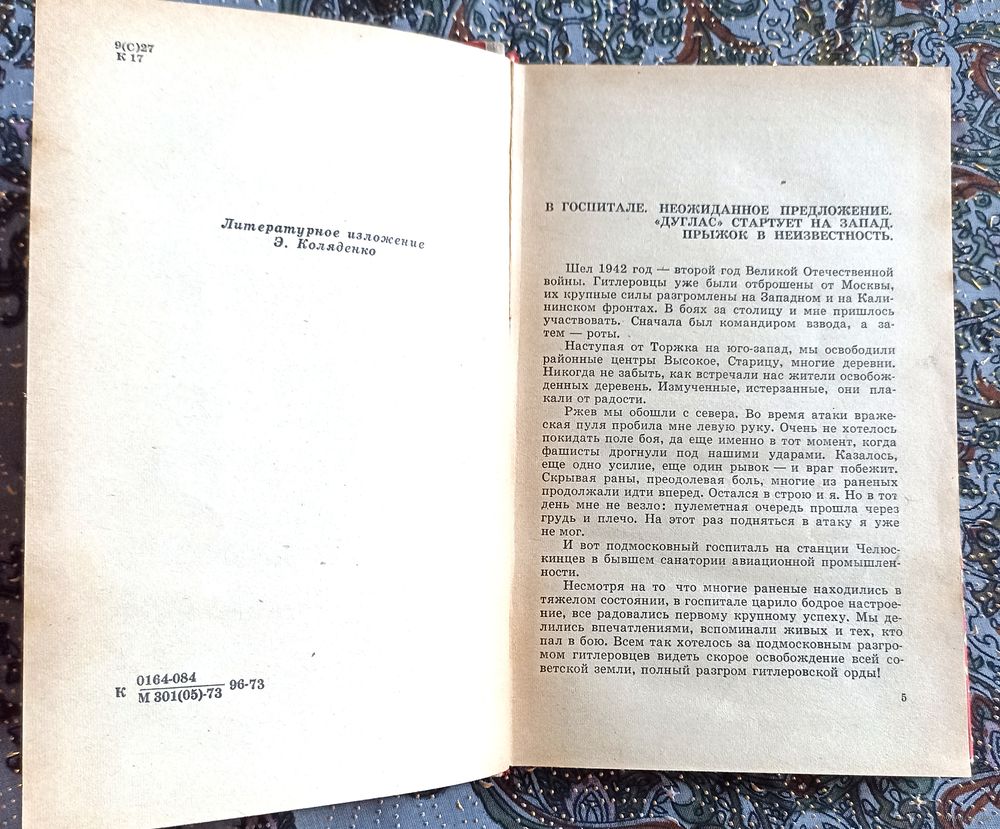 9(С)27
К 17
Литературное изложение
Э. Коляденко
К 0164-084 96-73
М 301(05)-73
В ГОСПИТАЛЕ. НЕОЖИДАННОЕ ПРЕДЛОЖЕНИЕ.
«ДУГЛАС» СТАРТУЕТ НА ЗАПАД.
ПРЫЖОК В НЕИЗВЕСТНОСТЬ.
Шел 1942 год — второй год Великой Отечественной
войны. Гитлеровцы уже были отброшены от Москвы,
их крупные силы разгромлены на Западном и на Кали-
нинском фронтах. В боях за столицу и мне пришлось
участвовать. Сначала был командиром взвода, а за-
тем — роты.
Наступая от Торжка на юго-запад, мы освободили
районные центры Высокое, Старицу, многие деревни.
Никогда не забыть, как встречали нас жители освобож-
денных деревень. Измученные, истерзанные, они пла-
кали от радости.
Ржев мы обошли с севера. Во время атаки враже-
ская пуля пробила мне левую руку. Очень не хотелось
покидать поле боя, да еще именно в тот момент, когда
фашисты дрогнули под нашими ударами. Казалось,
еще одно усилие, еще один рывок — и враг побежит.
Скрывая раны, преодолевая боль, многие из раненых
продолжали идти вперед. Остался в строю и я. Но в тот
день мне не везло: пулеметная очередь прошла через
грудь и плечо. На этот раз подняться в атаку я уже
не мог.
И вот подмосковный госпиталь на станции Челюс-
кинцев в бывшем санатории авиационной промышлен-
ности.
Несмотря на то что многие раненые находились в
тяжелом состоянии, в госпитале царило бодрое настрое-
ние, все радовались первому крупному успеху. Мы де-
лились впечатлениями, вспоминали живых и тех, кто
пал в бою. Всем так хотелось за подмосковным разгро-
мом гитлеровцев видеть скорое освобождение всей со-
ветской земли, полный разгром гитлеровской орды!
5